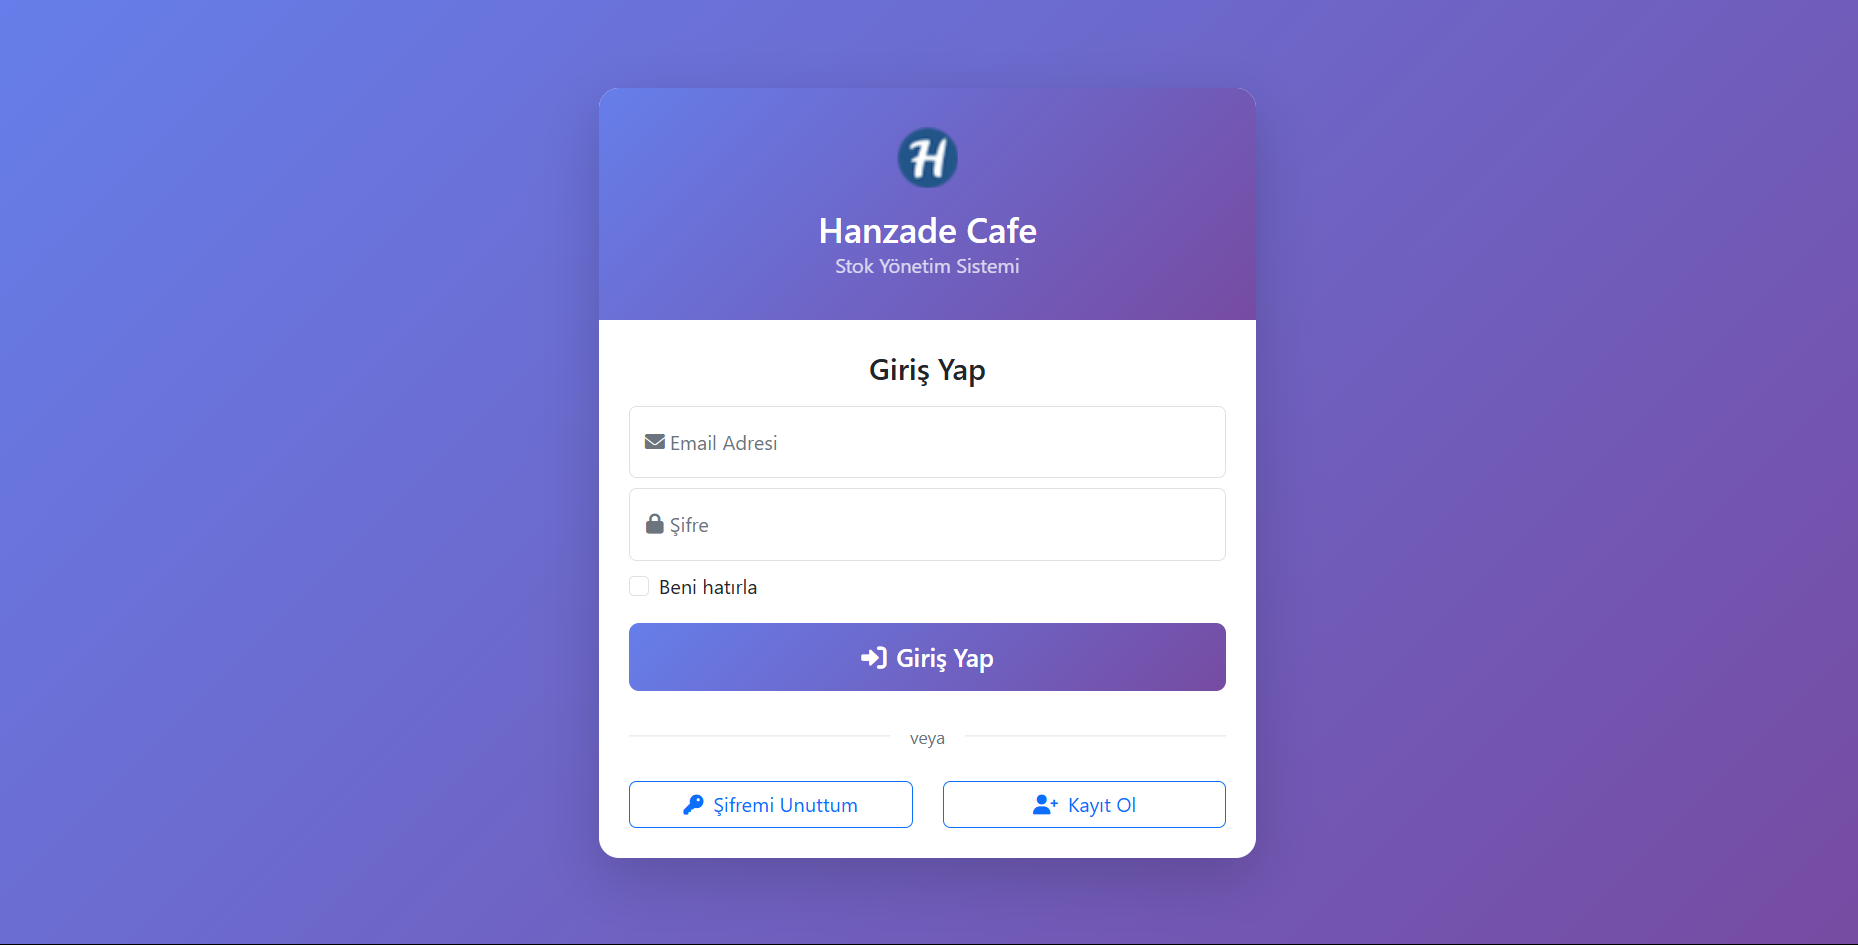 H
Hanzade Cafe
Stok Yönetim Sistemi
Giriş Yap
Email Adresi
Şifre
Beni hatırla
Giriş Yap
veya
Şifremi Unuttum
Kayıt Ol